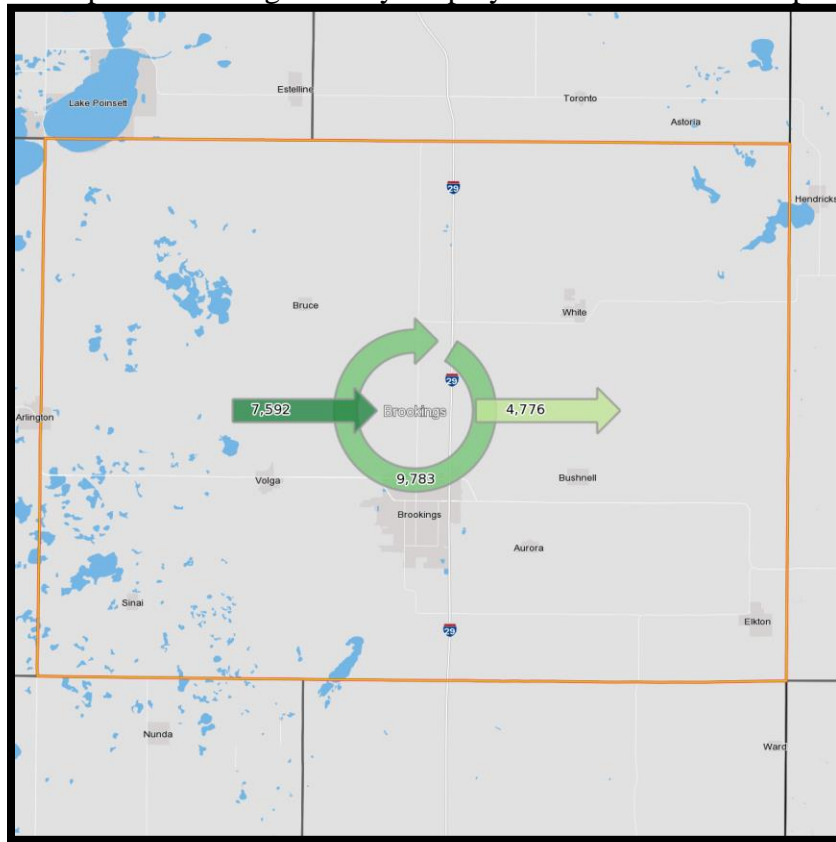 Lake Poinsett
Estelline
Toronto
Astoria
29
Hendricks
Bruce
White
29
7,592
Brookings
4,776
Arlington
9,783
Volga
Bushnell
Brookings
Aurora
Sinai
Elkton
29
Nunda
Ward